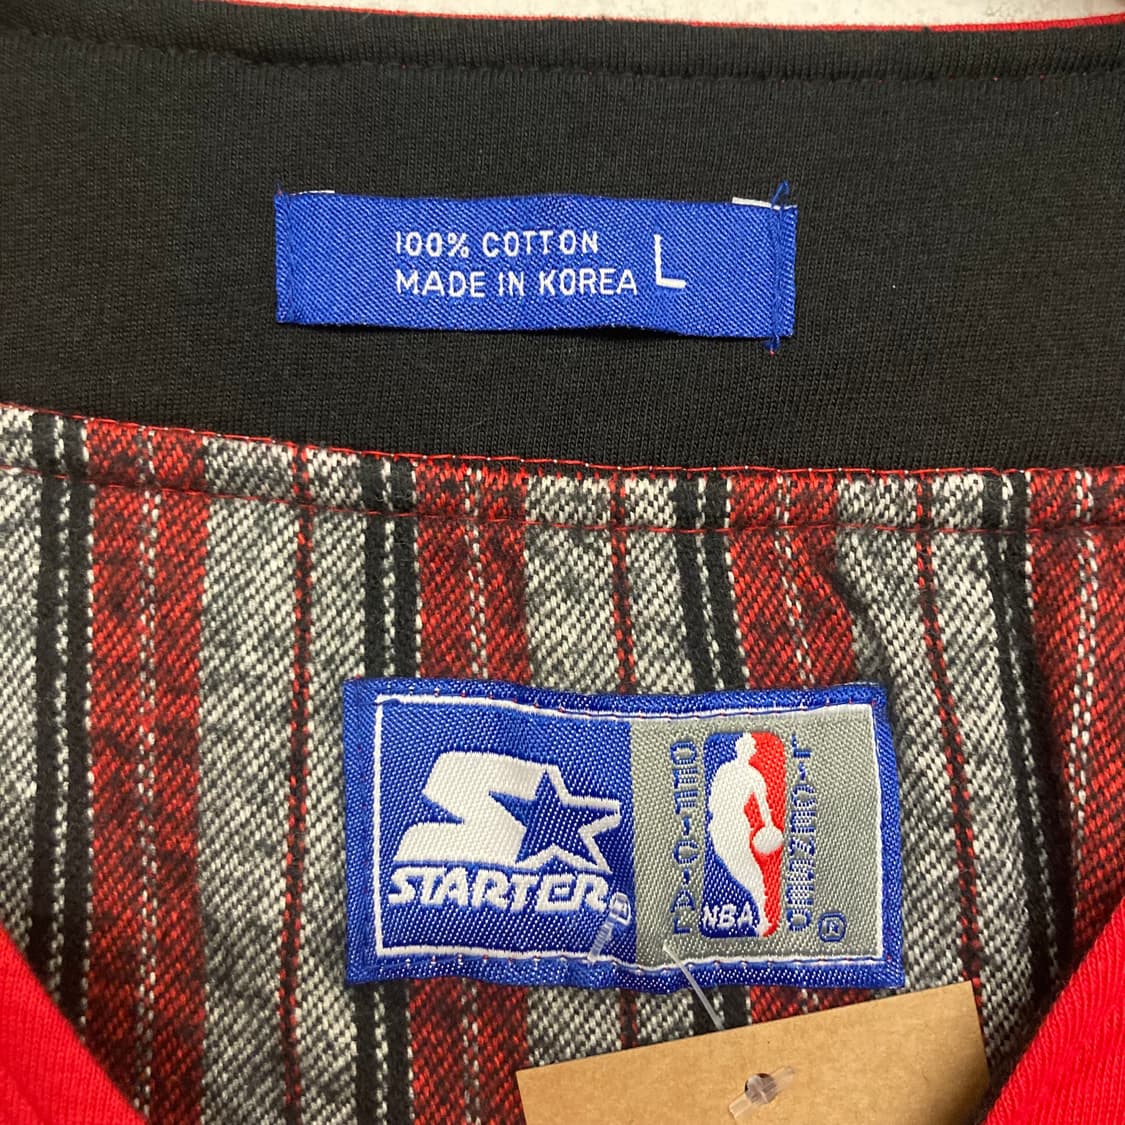 100% COTTON
MADE IN KOREA
L
STARTER®
OFFICIAL
NBA
LICENSED
®